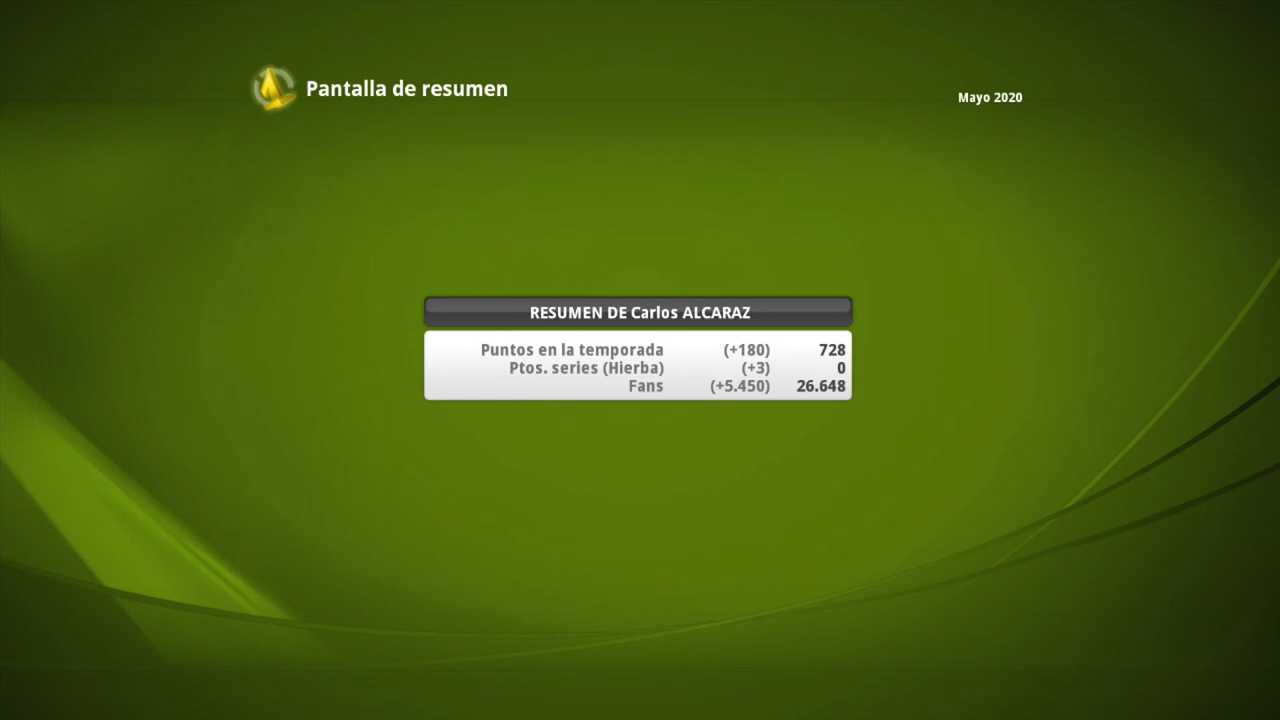 Pantalla de resumen
Mayo 2020
RESUMEN DE Carlos ALCARAZ
Puntos en la temporada (+180) 728
Ptos. series (Hierba) (+3) 0
Fans (+5.450) 26.648